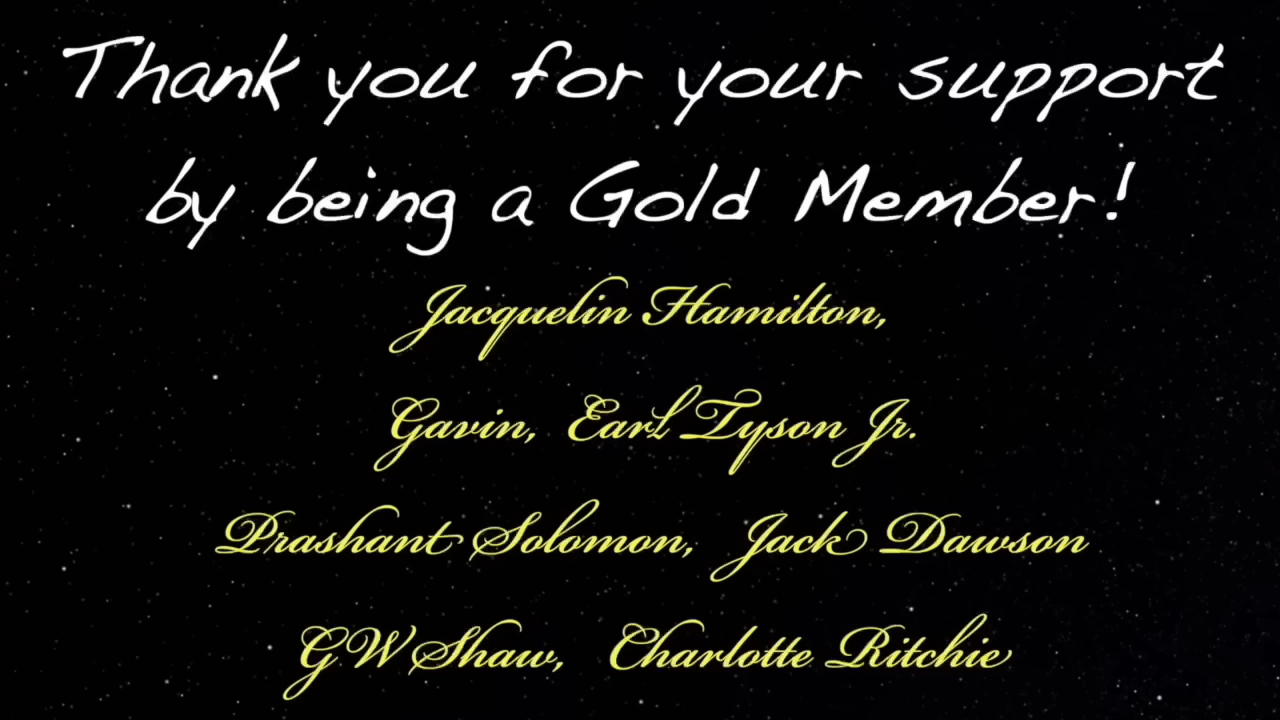 Thank you for your support
by being a Gold Member!
Jacquelin Hamilton,
Gavin, Earl Tyson Jr.
Prashant Solomon, Jack Dawson
GW Shaw, Charlotte Ritchie